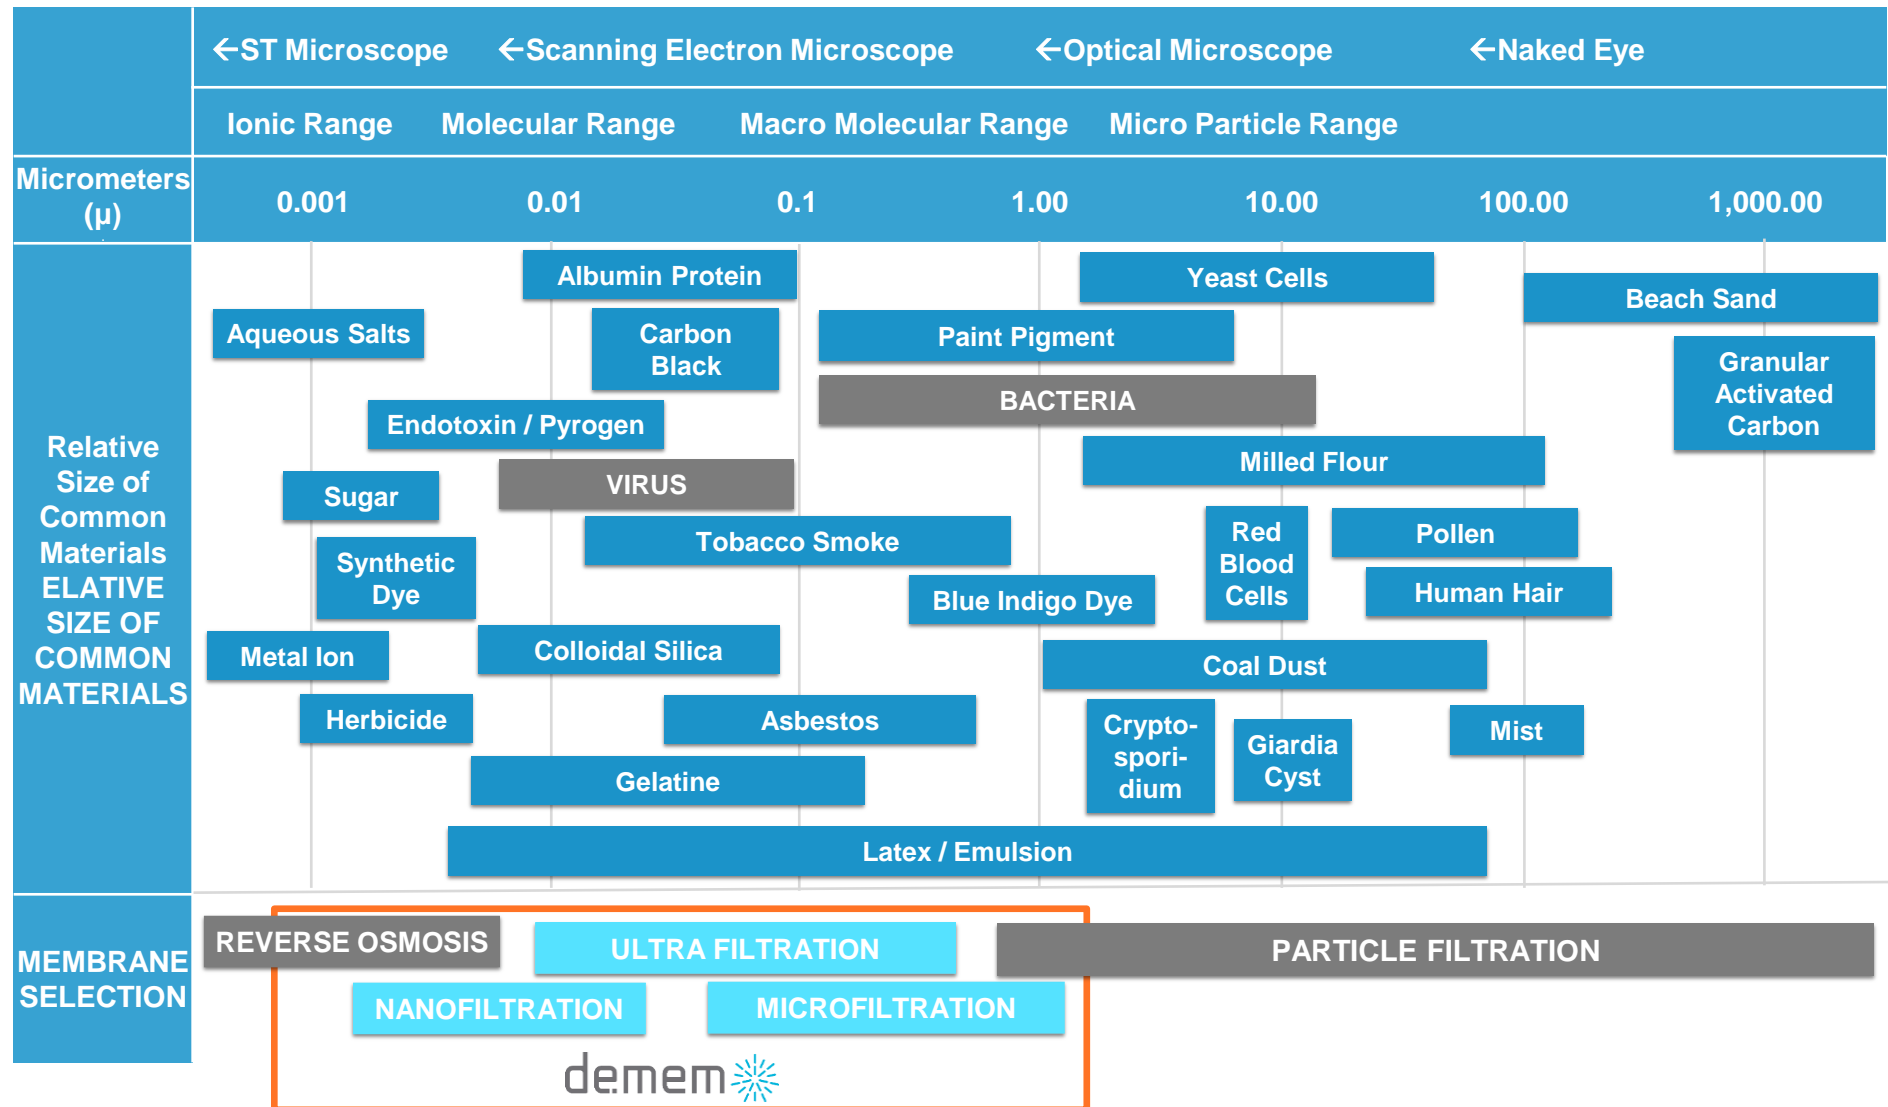 ←ST Microscope ←Scanning Electron Microscope ←Optical Microscope ←Naked Eye
Ionic Range Molecular Range Macro Molecular Range Micro Particle Range
Micrometers
(μ)
0.001 0.01 0.1 1.00 10.00 100.00 1,000.00
Relative
Size of
Common
Materials
ELATIVE
SIZE OF
COMMON
MATERIALS
Albumin Protein
Yeast Cells
Beach Sand
Aqueous Salts
Carbon
Black
Paint Pigment
Granular
Activated
Carbon
BACTERIA
Endotoxin / Pyrogen
Milled Flour
Sugar
VIRUS
Tobacco Smoke
Red
Blood
Cells
Pollen
Synthetic
Dye
Blue Indigo Dye
Human Hair
Metal Ion
Colloidal Silica
Coal Dust
Herbicide
Asbestos
Crypto-
spori-
dium
Giardia
Cyst
Mist
Gelatine
Latex / Emulsion
MEMBRANE
SELECTION
REVERSE OSMOSIS
ULTRA FILTRATION
PARTICLE FILTRATION
NANOFILTRATION
MICROFILTRATION
de.mem